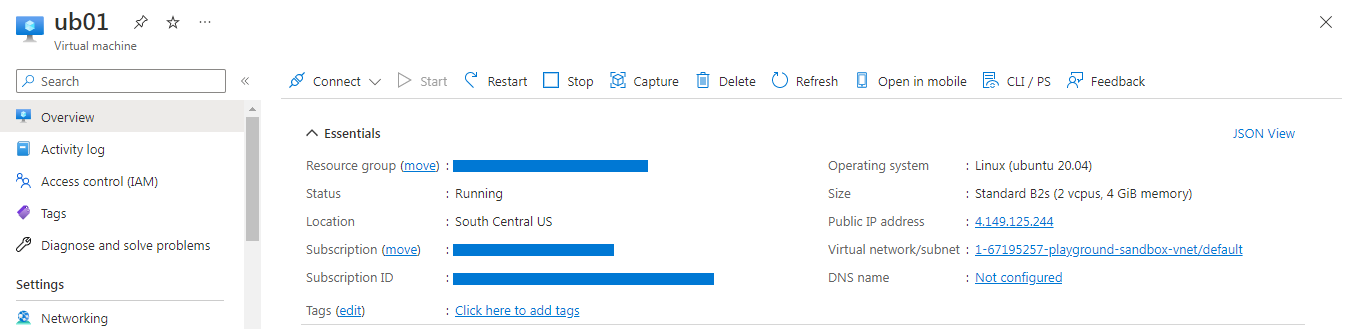 ub01
Virtual machine
Search
Connect Start Restart Stop Capture Delete Refresh Open in mobile CLI / PS Feedback
Overview
Activity log
Access control (IAM)
Tags
Diagnose and solve problems
Settings
Networking
Essentials
JSON View
Resource group (move) :
Status : Running
Location : South Central US
Subscription (move) :
Subscription ID :
Tags (edit) : Click here to add tags
Operating system : Linux (ubuntu 20.04)
Size : Standard B2s (2 vcpus, 4 GiB memory)
Public IP address : 4.149.125.244
Virtual network/subnet : 1-67195257-playground-sandbox-vnet/default
DNS name : Not configured